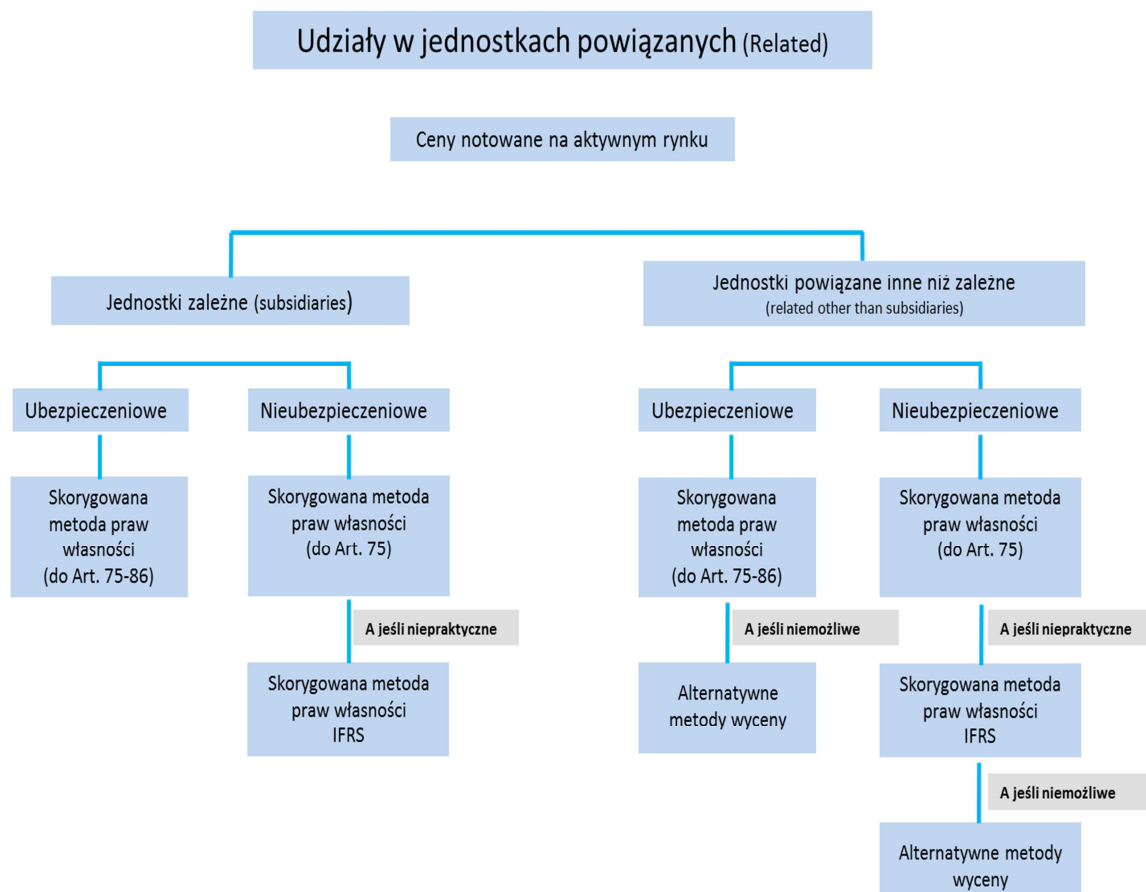 Udziały w jednostkach powiązanych (Related)
Ceny notowane na aktywnym rynku
Jednostki zależne (subsidiaries)
Jednostki powiązane inne niż zależne
(related other than subsidiaries)
Ubezpieczeniowe
Nieubezpieczeniowe
Ubezpieczeniowe
Nieubezpieczeniowe
Skorygowana
metoda praw
własności
(do Art. 75-86)
Skorygowana metoda
praw własności
(do Art. 75)
Skorygowana
metoda praw
własności
(do Art. 75-86)
Skorygowana metoda
praw własności
(do Art. 75)
A jeśli niepraktyczne
A jeśli niemożliwe
A jeśli niepraktyczne
Skorygowana metoda
praw własności
IFRS
Alternatywne
metody wyceny
Skorygowana metoda
praw własności
IFRS
A jeśli niemożliwe
Alternatywne metody
wyceny